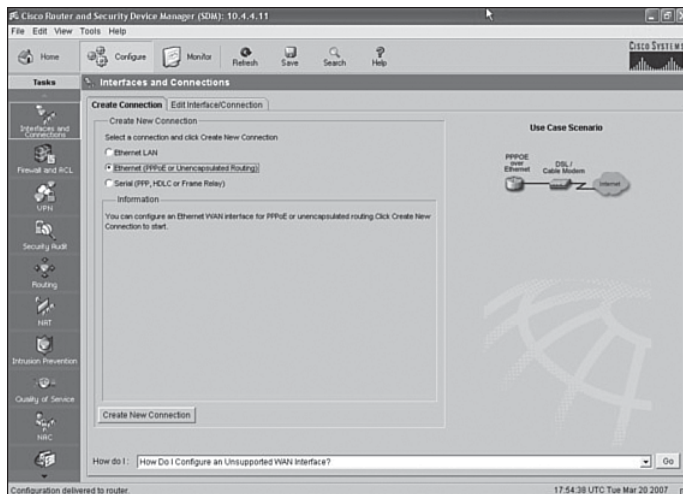 Cisco Router and Security Device Manager (SDM): 10.4.4.11
File Edit View Tools Help
Home
Configure
Monitor
Refresh
Save
Search
Help
CISCO SYSTEMS
Tasks
Interfaces and Connections
Create Connection
Edit Interface/Connection
Create New Connection
Select a connection and click Create New Connection
Ethernet LAN
Ethernet (PPPoE or Unencapsulated Routing)
Serial (PPP, HDLC or Frame Relay)
Information
You can configure an Ethernet WAN interface for PPPoE or unencapsulated routing.Click Create New
Connection to start.
Create New Connection
Use Case Scenario
PPPOE
over
Ethernet
DSL /
Cable Modem
Internet
Interfaces and
Connections
Firewall and ACL
VPN
Security Audit
Routing
NAT
Intrusion Prevention
Quality of Service
NAC
How do I :
How Do I Configure an Unsupported WAN Interface?
Go
Configuration delivered to router.
17:54:38 UTC Tue Mar 20 2007